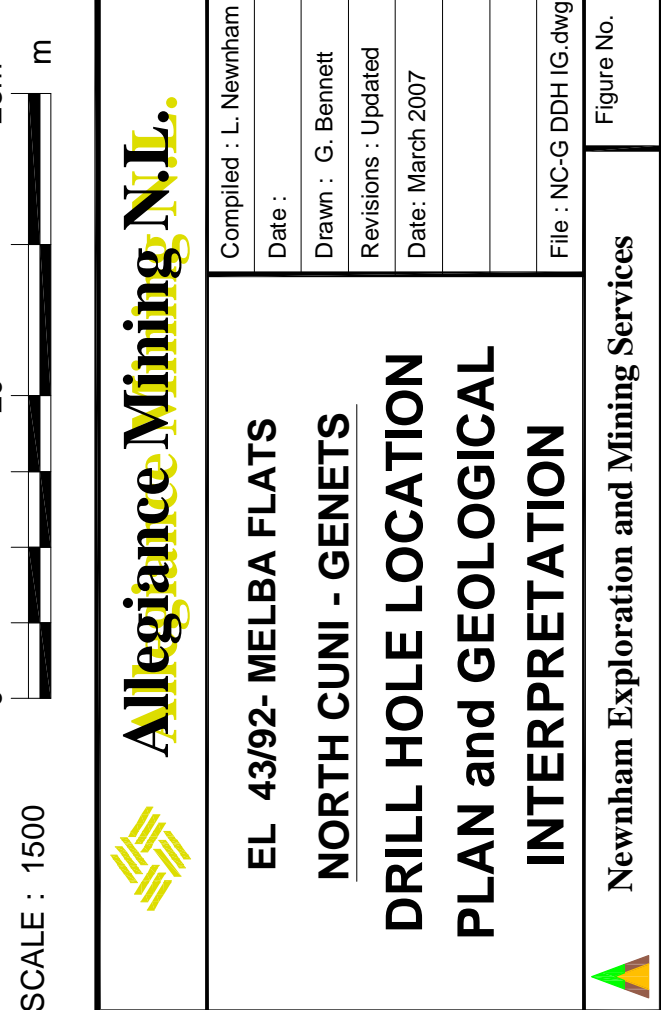 SCALE : 1500
m
Allegiance Mining N.L.
EL 43/92- MELBA FLATS
NORTH CUNI - GENETS
DRILL HOLE LOCATION
PLAN and GEOLOGICAL
INTERPRETATION
Compiled : L. Newnham
Date :
Drawn : G. Bennett
Revisions : Updated
Date: March 2007
File : NC-G DDH IG.dwg
Newnham Exploration and Mining Services
Figure No.